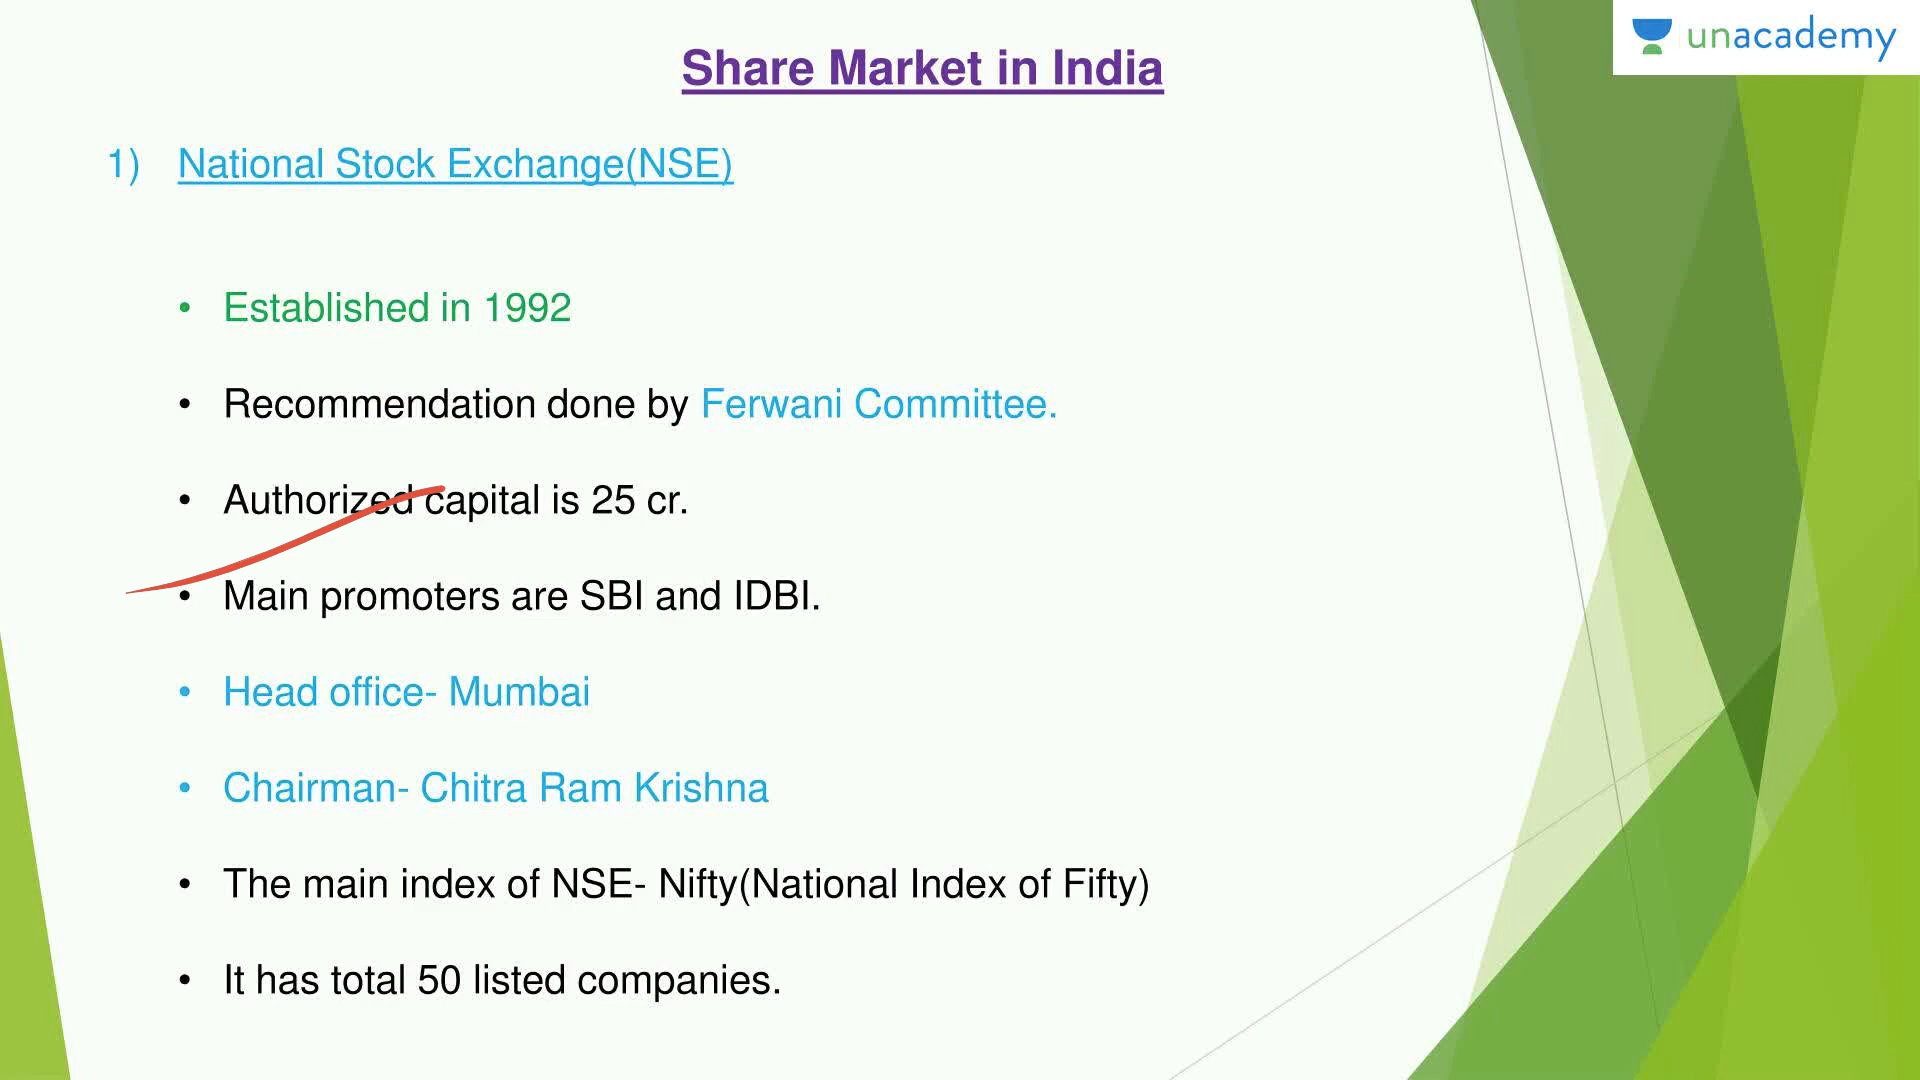 unacademy
Share Market in India
1) National Stock Exchange(NSE)
• Established in 1992
• Recommendation done by Ferwani Committee.
• Authorized capital is 25 cr.
• Main promoters are SBI and IDBI.
• Head office- Mumbai
• Chairman- Chitra Ram Krishna
• The main index of NSE- Nifty(National Index of Fifty)
• It has total 50 listed companies.